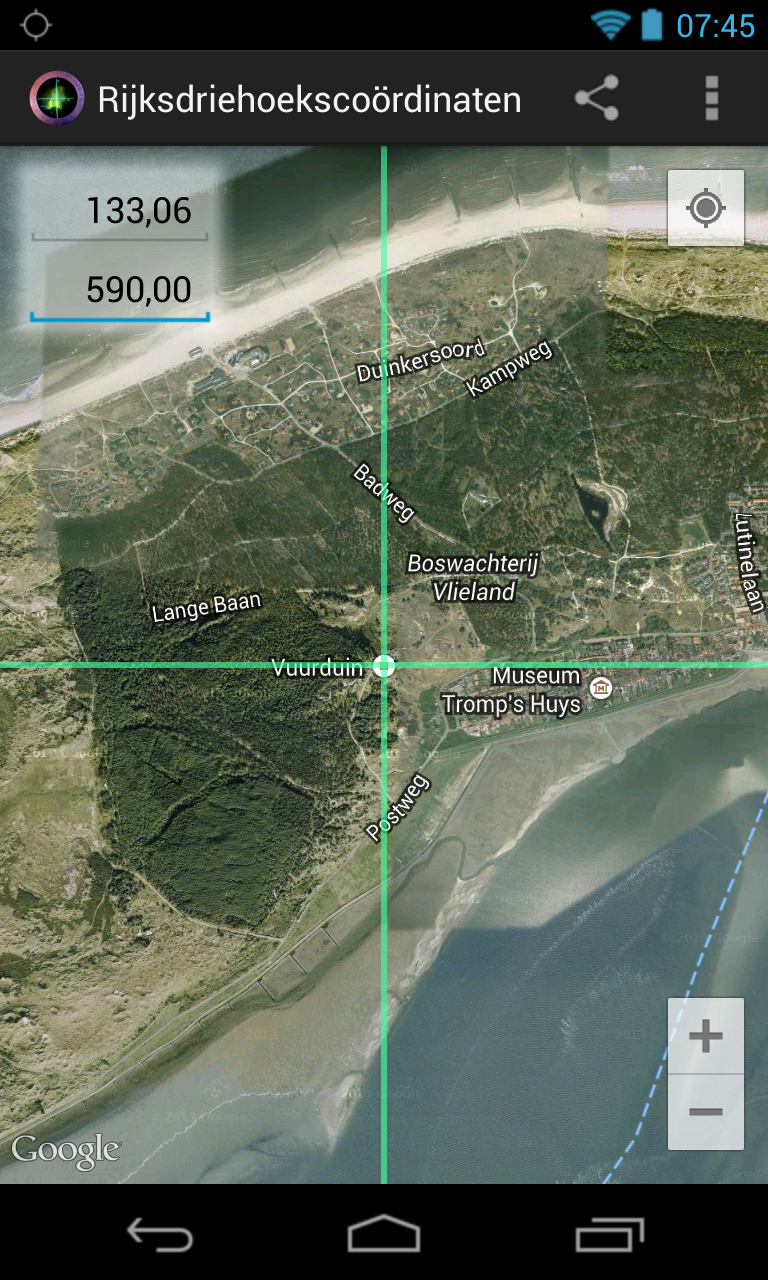 07:45
Rijksdriehoekscoördinaten
133,06
590,00
Duinkersoord
Kampweg
Badweg
Boswachterij
Vlieland
Lutinelaan
Lange Baan
Vuurduin
Museum
Tromp's Huys
Postweg
Google